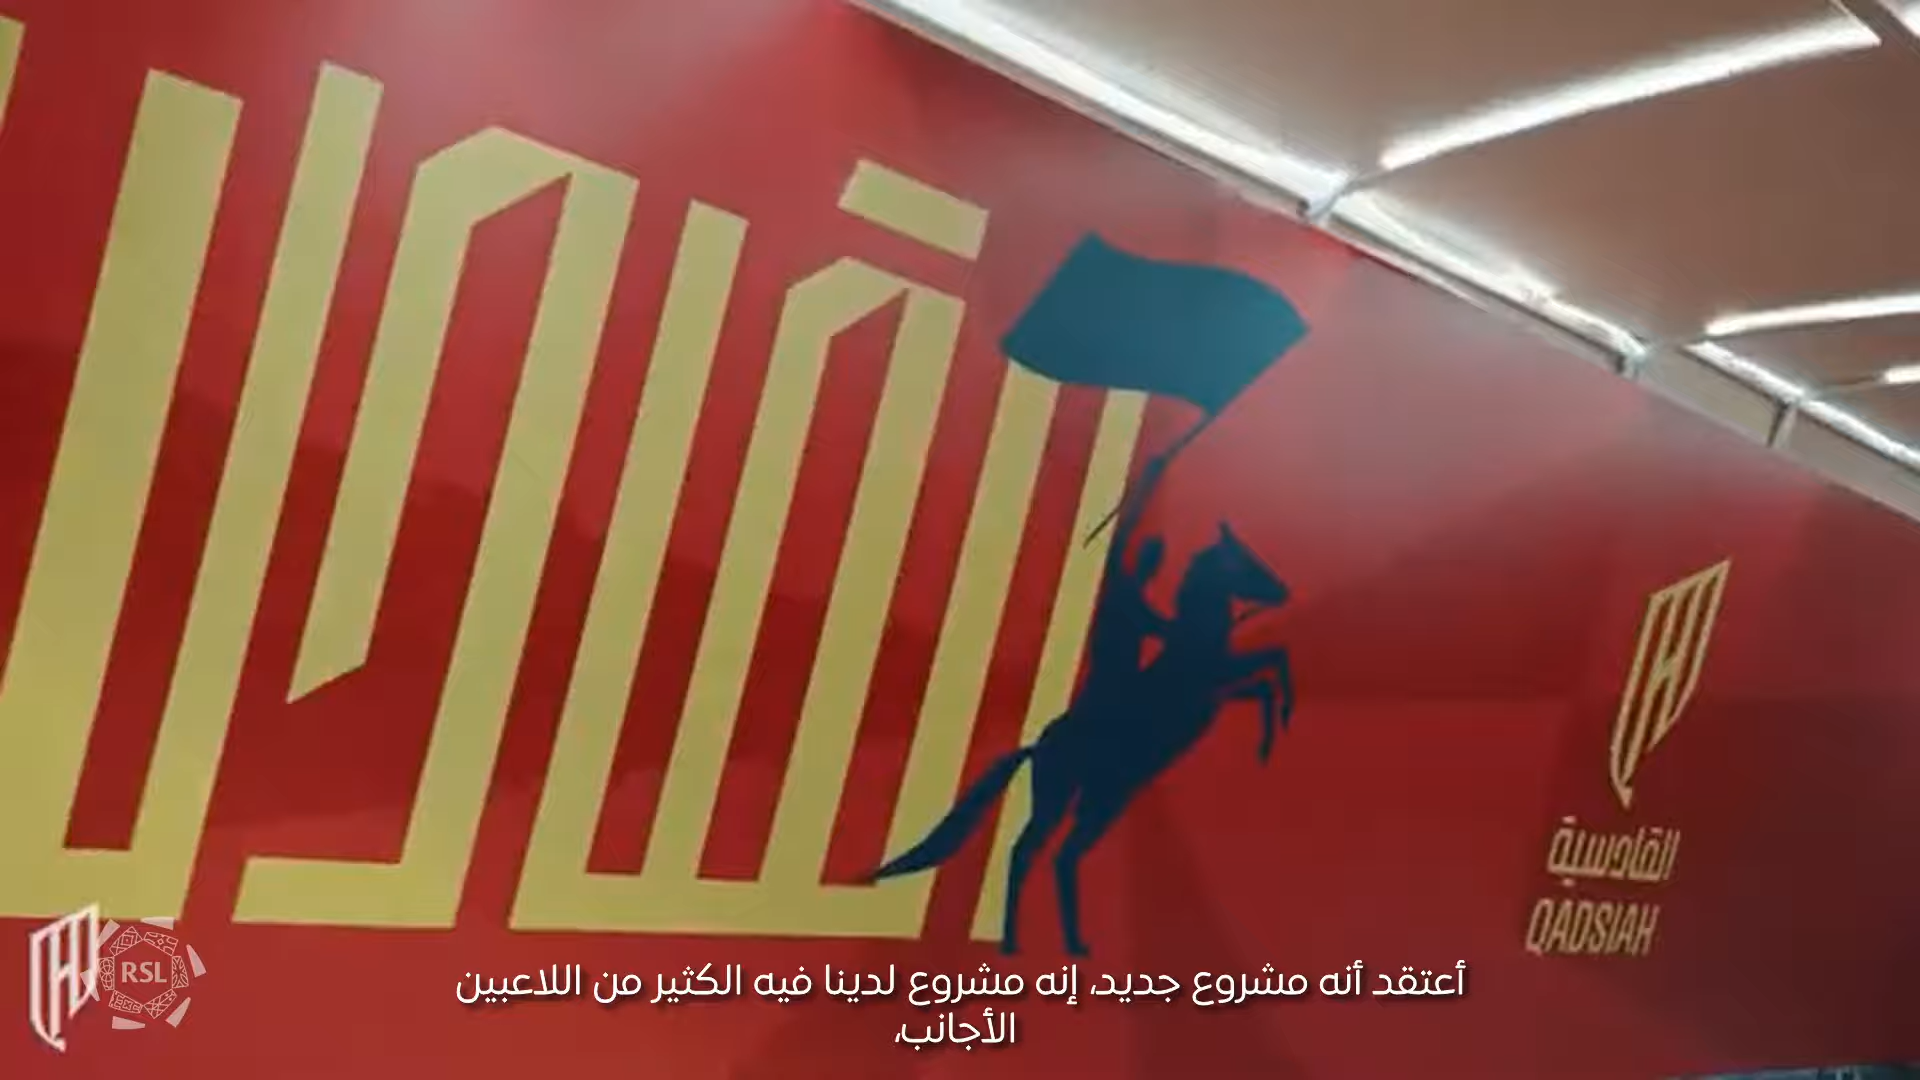 القادسية
QADSIAH
RSL
أعتقد أنه مشروع جديد، إنه مشروع لدينا فيه الكثير من اللاعبين
الأجانب،